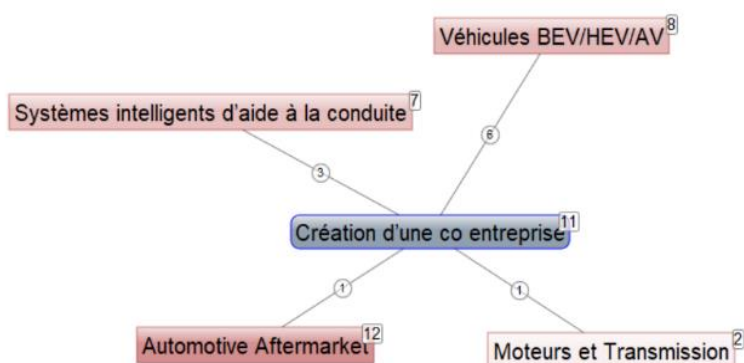 Véhicules BEV/HEV/AV 8
Systèmes intelligents d'aide à la conduite 7
6
3
Création d'une co entreprise 11
1
1
Automotive Aftermarket 12
Moteurs et Transmission 2